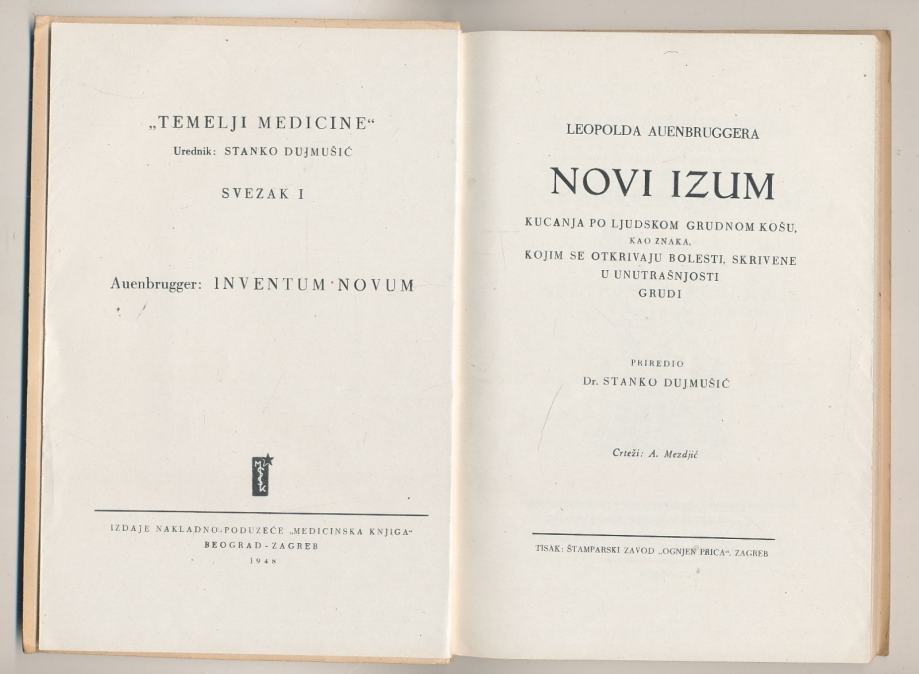 „TEMELJI MEDICINE“
Urednik: STANKO DUJMUŠIĆ
SVEZAK I
Auenbrugger: INVENTUM NOVUM
M
K
IZDAJE NAKLADNO-PODUZEĆE „MEDICINSKA KNJIGA“
BEOGRAD - ZAGREB
1948
LEOPOLDA AUENBRUGGERA
NOVI IZUM
KUCANJA PO LJUDSKOM GRUDNOM KOŠU,
KAO ZNAKA,
KOJIM SE OTKRIVAJU BOLESTI, SKRIVENE
U UNUTRAŠNJOSTI
GRUDI
PRIREDIO
Dr. STANKO DUJMUŠIĆ
Crteži: A. Mezdjić
TISAK: ŠTAMPARSKI ZAVOD „OGNJEN PRICA“, ZAGREB